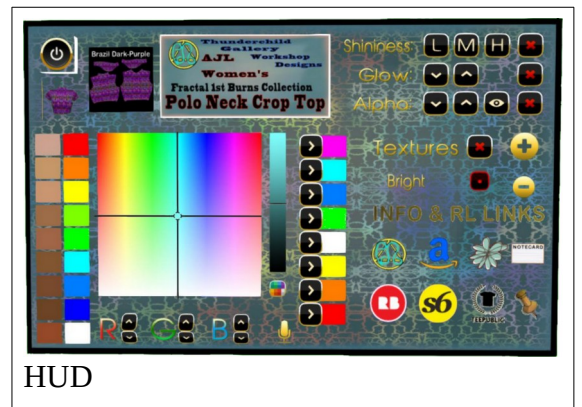 Brazil Dark-Purple
Thunderchild
Gallery
AJL Workshop
Designs
Women's
Fractal 1st Burns Collection
Polo Neck Crop Top
Shininess: L M H
Glow:
Alpha:
Textures
Bright
INFO & RL LINKS
a
NOTECARD
RB
s6
TEEPUBLIC
R G B
HUD